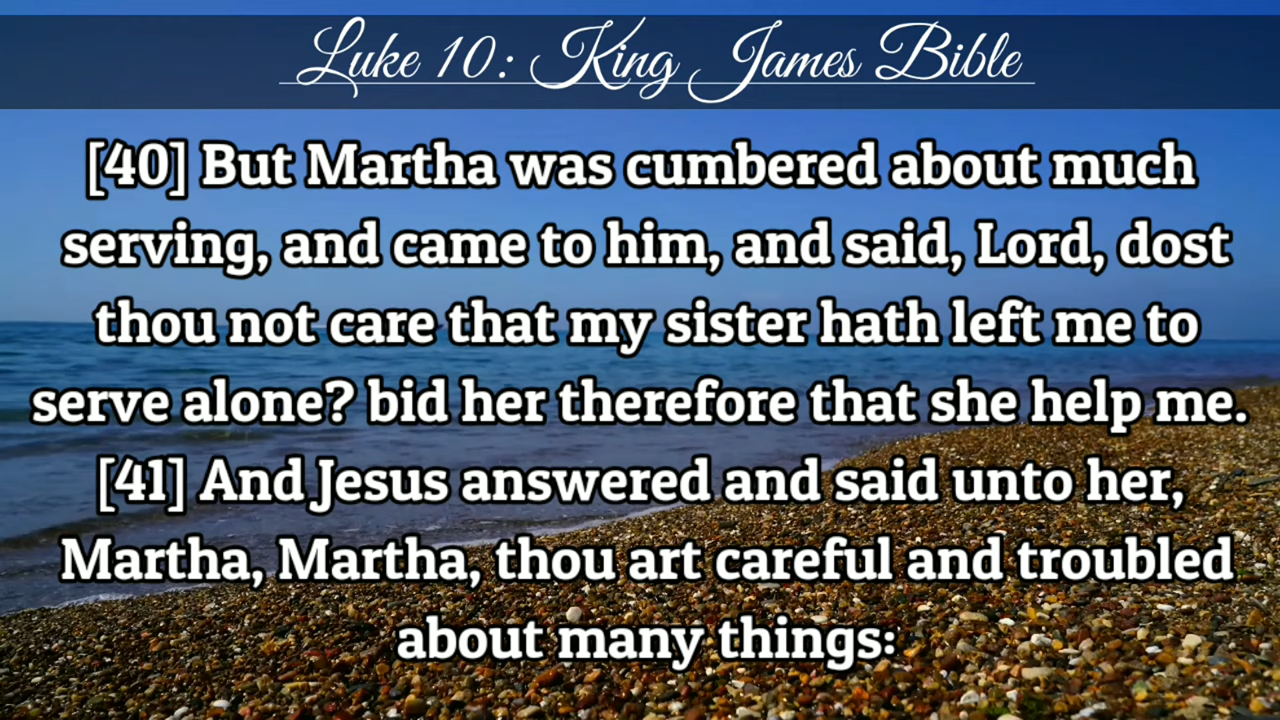 Luke 10: King James Bible
[40] But Martha was cumbered about much
serving, and came to him, and said, Lord, dost
thou not care that my sister hath left me to
serve alone? bid her therefore that she help me.
[41] And Jesus answered and said unto her,
Martha, Martha, thou art careful and troubled
about many things: